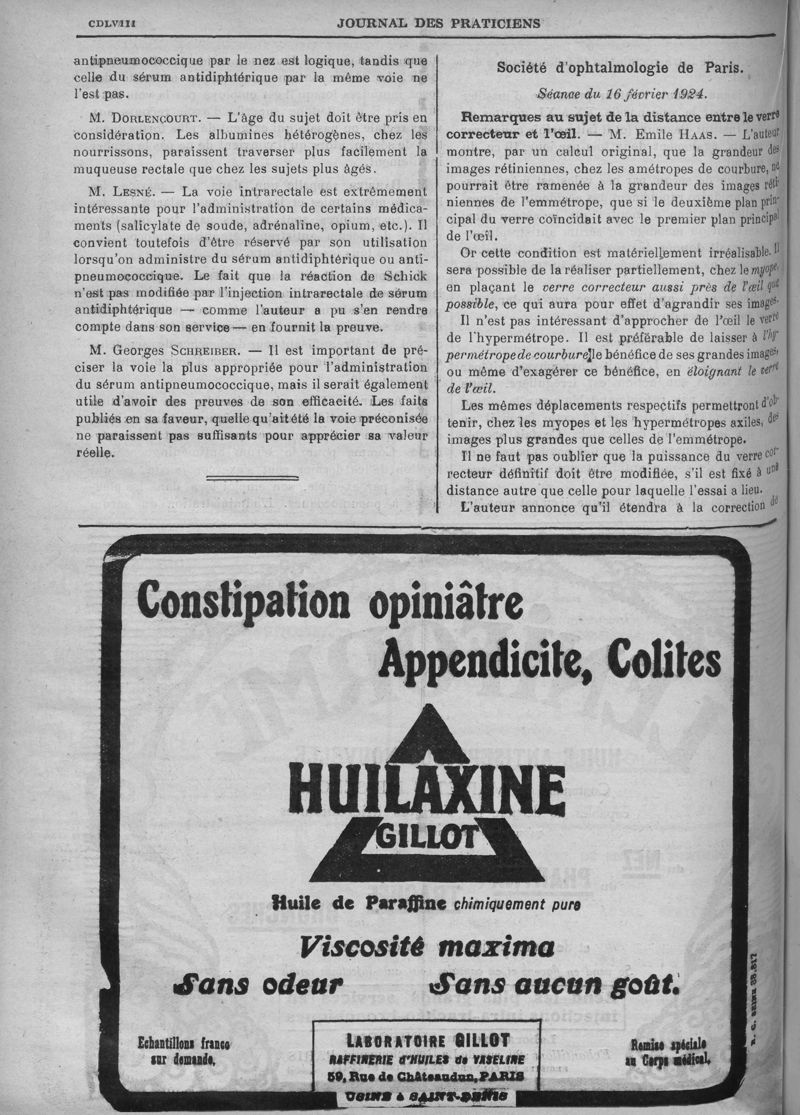 CDLVIII
JOURNAL DES PRATICIENS
antipneumococcique par le nez est logique, tandis que
celle du sérum antidiphtérique par la même voie ne
l'est pas.
M. DORLENÇOURT. — L'âge du sujet doit être pris en
considération. Les albumines hétérogènes, chez les
nourrissons, paraissent traverser plus facilement la
muqueuse rectale que chez les sujets plus âgés.
M. LESNÉ. — La voie intrarectale est extrêmement
intéressante pour l'administration de certains médica-
ments (salicylate de soude, adrénaline, opium, etc.). Il
convient toutefois d'être réservé par son utilisation
lorsqu'on administre du sérum antidiphtérique ou anti-
pneumococcique. Le fait que la réaction de Schick
n'est pas modifiée par l'injection intrarectale de sérum
antidiphtérique — comme l'auteur a pu s'en rendre
compte dans son service — en fournit la preuve.
M. Georges SCHREIBER. — Il est important de pré-
ciser la voie la plus appropriée pour l'administration
du sérum antipneumococcique, mais il serait également
utile d'avoir des preuves de son efficacité. Les faits
publiés en sa faveur, quelle qu'ait été la voie préconisée
ne paraissent pas suffisants pour apprécier sa valeur
réelle.
Société d'ophtalmologie de Paris.
Séance du 16 février 1924.
Remarques au sujet de la distance entre le verre
correcteur et l'œil. — M. Emile HAAS. — L'auteur
montre, par un calcul original, que la grandeur des
images rétiniennes, chez les amétropes de courbure, ne
pourrait être ramenée à la grandeur des images réti-
niennes de l'emmétrope, que si le deuxième plan prin-
cipal du verre coïncidait avec le premier plan principal
de l'œil.
Or cette condition est matériellement irréalisable. Il
sera possible de la réaliser partiellement, chez le myope,
en plaçant le verre correcteur aussi près de l'œil que
possible, ce qui aura pour effet d'agrandir ses images.
Il n'est pas intéressant d'approcher de l'œil le verre
de l'hypermétrope. Il est préférable de laisser à l'hy-
permétrope de courbure le bénéfice de ses grandes images,
ou même d'exagérer ce bénéfice, en éloignant le verre
de l'œil.
Les mêmes déplacements respectifs permettront d'ob-
tenir, chez les myopes et les hypermétropes axiles, des
images plus grandes que celles de l'emmétrope.
Il ne faut pas oublier que la puissance du verre cor-
recteur définitif doit être modifiée, s'il est fixé à une
distance autre que celle pour laquelle l'essai a lieu.
L'auteur annonce qu'il étendra à la correction de
Constipation opiniâtre
Appendicite, Colites
HUILAXINE
GILLOT
Huile de Paraffine chimiquement pure
Viscosité maxima
Sans odeur Sans aucun goût.
Echantillons franco
sur demande.
LABORATOIRE GILLOT
RAFFINERIE d'HUILES de VASELINE
59, Rue de Châteaudun, PARIS
USINE à SAINT-DENIS
Remise spéciale
au Corps médical.